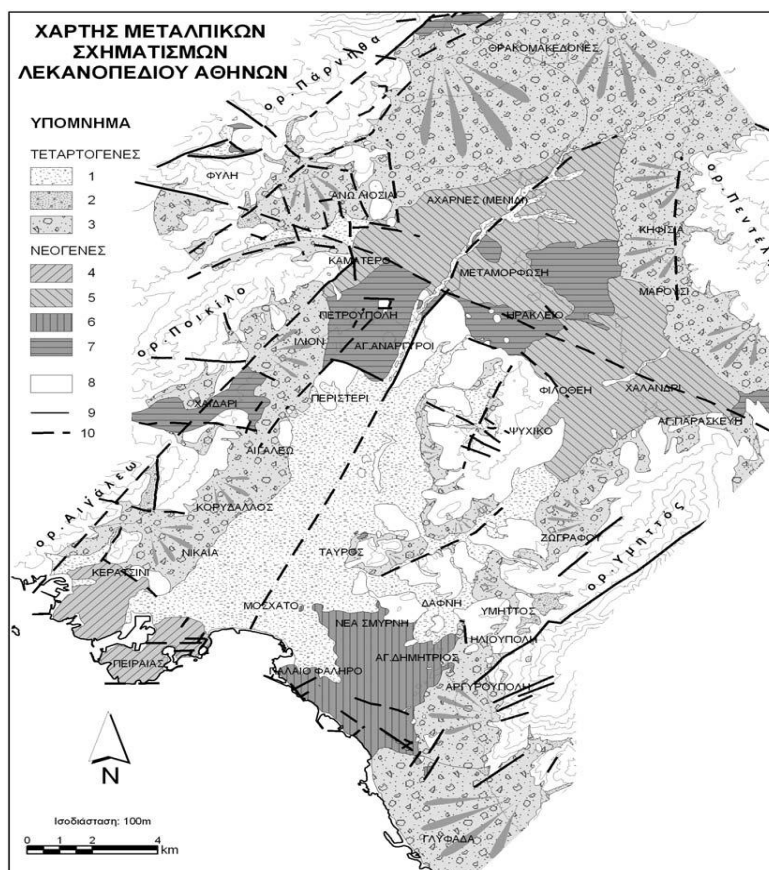 ΧΑΡΤΗΣ ΜΕΤΑΛΠΙΚΩΝ
ΣΧΗΜΑΤΙΣΜΩΝ
ΛΕΚΑΝΟΠΕΔΙΟΥ ΑΘΗΝΩΝ
ΥΠΟΜΝΗΜΑ
ΤΕΤΑΡΤΟΓΕΝΕΣ
1
2
3
ΝΕΟΓΕΝΕΣ
4
5
6
7
8
9
10
ορ. Πάρνηθα
ΘΡΑΚΟΜΑΚΕΔΟΝΕΣ
ΦΥΛΗ
ΑΝΩ ΛΙΟΣΙΑ
ΑΧΑΡΝΕΣ (ΜΕΝΙΔΙ)
ορ. Πεντέλ
ΚΗΦΙΣΙΑ
ΚΑΜΑΤΕΡΟ
ΜΕΤΑΜΟΡΦΩΣΗ
ΜΑΡΟΥΣΙ
ορ. Ποικίλο
ΠΕΤΡΟΥΠΟΛΗ
ΗΡΑΚΛΕΙΟ
ΙΛΙΟΝ
ΑΓ.ΑΝΑΡΓΥΡΟΙ
ΦΙΛΟΘΕΗ
ΧΑΛΑΝΔΡΙ
ΧΑΪΔΑΡΙ
ΠΕΡΙΣΤΕΡΙ
ΑΓ.ΠΑΡΑΣΚΕΥΗ
ΨΥΧΙΚΟ
ΑΙΓΑΛΕΩ
ορ. Αιγάλεω
ΚΟΡΥΔΑΛΛΟΣ
ΖΩΓΡΑΦΟΥ
ορ. Υμηττός
ΝΙΚΑΙΑ
ΤΑΥΡΟΣ
ΚΕΡΑΤΣΙΝΙ
ΜΟΣΧΑΤΟ
ΔΑΦΝΗ
ΥΜΗΤΤΟΣ
ΝΕΑ ΣΜΥΡΝΗ
ΗΛΙΟΥΠΟΛΗ
ΠΕΙΡΑΙΑΣ
ΑΓ.ΔΗΜΗΤΡΙΟΣ
ΠΑΛΑΙΟ ΦΑΛΗΡΟ
ΑΡΓΥΡΟΥΠΟΛΗ
N
Ισοδιάσταση: 100m
0 1 2 4
km
ΓΛΥΦΑΔΑ